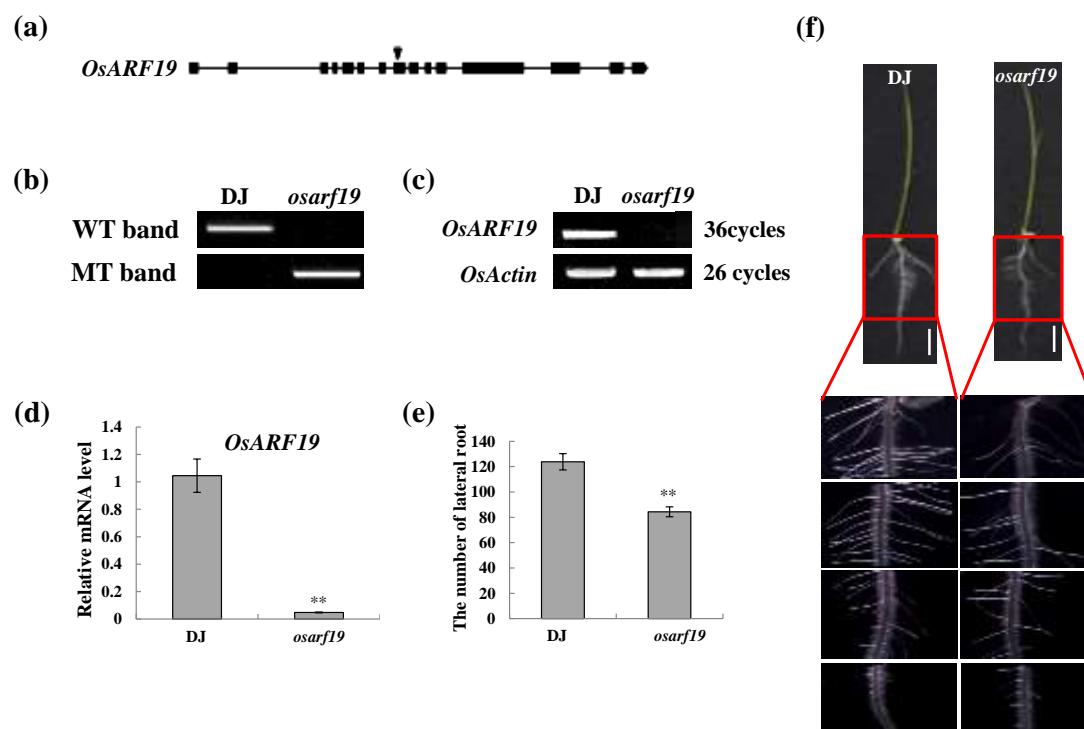 (a)
OsARF19
(b)
DJ osarf19
WT band
MT band
(c)
DJ osarf19
OsARF19 36cycles
OsActin 26 cycles
(d)
OsARF19
Relative mRNA level
1.4
1.2
1
0.8
0.6
0.4
0.2
0
**
DJ osarf19
(e)
The number of lateral root
140
120
100
80
60
40
20
0
**
DJ osarf19
(f)
DJ osarf19